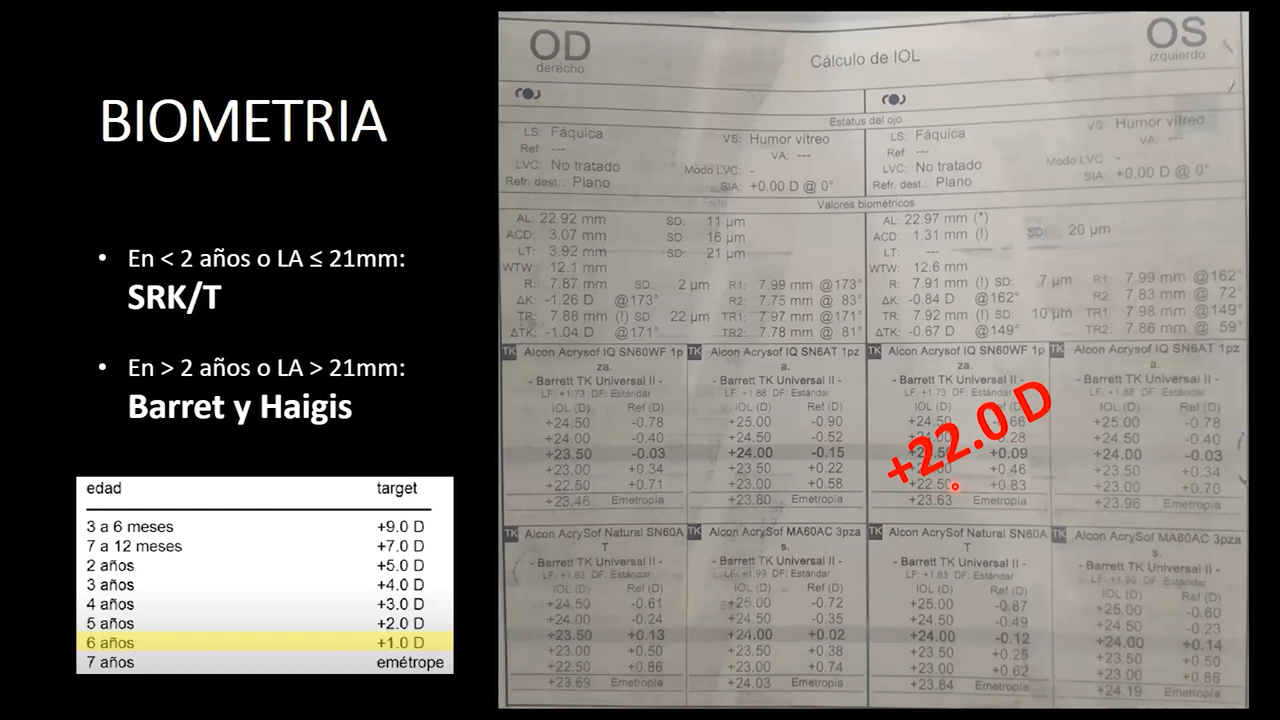 BIOMETRIA
• En < 2 años o LA ≤ 21mm:
SRK/T
• En > 2 años o LA > 21mm:
Barret y Haigis
edad target
3 a 6 meses +9.0 D
7 a 12 meses +7.0 D
2 años +5.0 D
3 años +4.0 D
4 años +3.0 D
5 años +2.0 D
6 años +1.0 D
7 años emétrope
OD
derecho
Cálculo de IOL
OS
izquierdo
Estatus del ojo
LS: Fáquica VS: Humor vítreo
Ref: --- VA: ---
LVC: No tratado Modo LVC: -
Refr. dest.: Plano SIA: +0.00 D @ 0°
LS: Fáquica VS: Humor vítreo
Ref: --- VA: ---
LVC: No tratado Modo LVC: -
Refr. dest.: Plano SIA: +0.00 D @ 0°
Valores biométricos
AL: 22.92 mm SD: 11 µm
ACD: 3.07 mm SD: 16 µm
LT: 3.92 mm SD: 21 µm
WTW: 12.1 mm
R: 7.87 mm SD: 2 µm R1: 7.99 mm @173°
ΔK: -1.26 D @173° R2: 7.75 mm @ 83°
TR: 7.88 mm (!) SD: 22 µm TR1: 7.97 mm @171°
ΔTK: -1.04 D @171° TR2: 7.78 mm @ 81°
AL: 22.97 mm (*) SD: 20 µm
ACD: 1.31 mm (!)
LT: ---
WTW: 12.6 mm
R: 7.91 mm (!) SD: 7 µm R1: 7.99 mm @162°
ΔK: -0.84 D @162° R2: 7.83 mm @ 72°
TR: 7.92 mm (!) SD: 10 µm TR1: 7.98 mm @149°
ΔTK: -0.67 D @149° TR2: 7.86 mm @ 59°
TK Alcon Acrysof IQ SN60WF 1p
za.
- Barrett TK Universal II -
LF: +1.73 DF: Estándar
IOL (D) Ref (D)
+24.50 -0.78
+24.00 -0.40
+23.50 -0.03
+23.00 +0.34
+22.50 +0.71
+23.46 Emetropía
TK Alcon Acrysof IQ SN6AT 1pz
a.
- Barrett TK Universal II -
LF: +1.88 DF: Estándar
IOL (D) Ref (D)
+25.00 -0.90
+24.50 -0.52
+24.00 -0.15
+23.50 +0.22
+23.00 +0.58
+23.80 Emetropía
TK Alcon Acrysof IQ SN60WF 1p
za.
- Barrett TK Universal II -
LF: +1.73 DF: Estándar
IOL (D) Ref (D)
+24.50
+0.09
+0.46
+22.50 +0.83
+23.63 Emetropía
+22.0 D
TK Alcon Acrysof IQ SN6AT 1pz
a.
- Barrett TK Universal II -
LF: +1.88 DF: Estándar
IOL (D) Ref (D)
+25.00 -0.78
+24.50 -0.40
+24.00 -0.03
+23.50 +0.34
+23.00 +0.70
+23.96 Emetropía
TK Alcon AcrySof Natural SN60A
T
- Barrett TK Universal II -
LF: +1.83 DF: Estándar
IOL (D) Ref (D)
+24.50 -0.61
+24.00 -0.24
+23.50 +0.13
+23.00 +0.50
+22.50 +0.86
+23.69 Emetropía
TK Alcon AcrySof MA60AC 3pza
s.
- Barrett TK Universal II -
DF: Estándar
IOL (D) Ref (D)
+25.00 -0.72
+24.50 -0.35
+24.00 +0.02
+23.50 +0.38
+23.00 +0.74
+24.03 Emetropía
TK Alcon AcrySof Natural SN60A
T
- Barrett TK Universal II -
LF: +1.83 DF: Estándar
IOL (D) Ref (D)
+25.00 -0.87
+24.50 -0.49
+24.00 -0.12
+23.50 +0.25
+23.00 +0.62
+23.84 Emetropía
TK Alcon AcrySof MA60AC 3pza
s.
- Barrett TK Universal II -
DF: Estándar
IOL (D) Ref (D)
+25.00 -0.60
+24.50 -0.23
+24.00 +0.14
+23.50 +0.50
+23.00 +0.86
+24.19 Emetropía